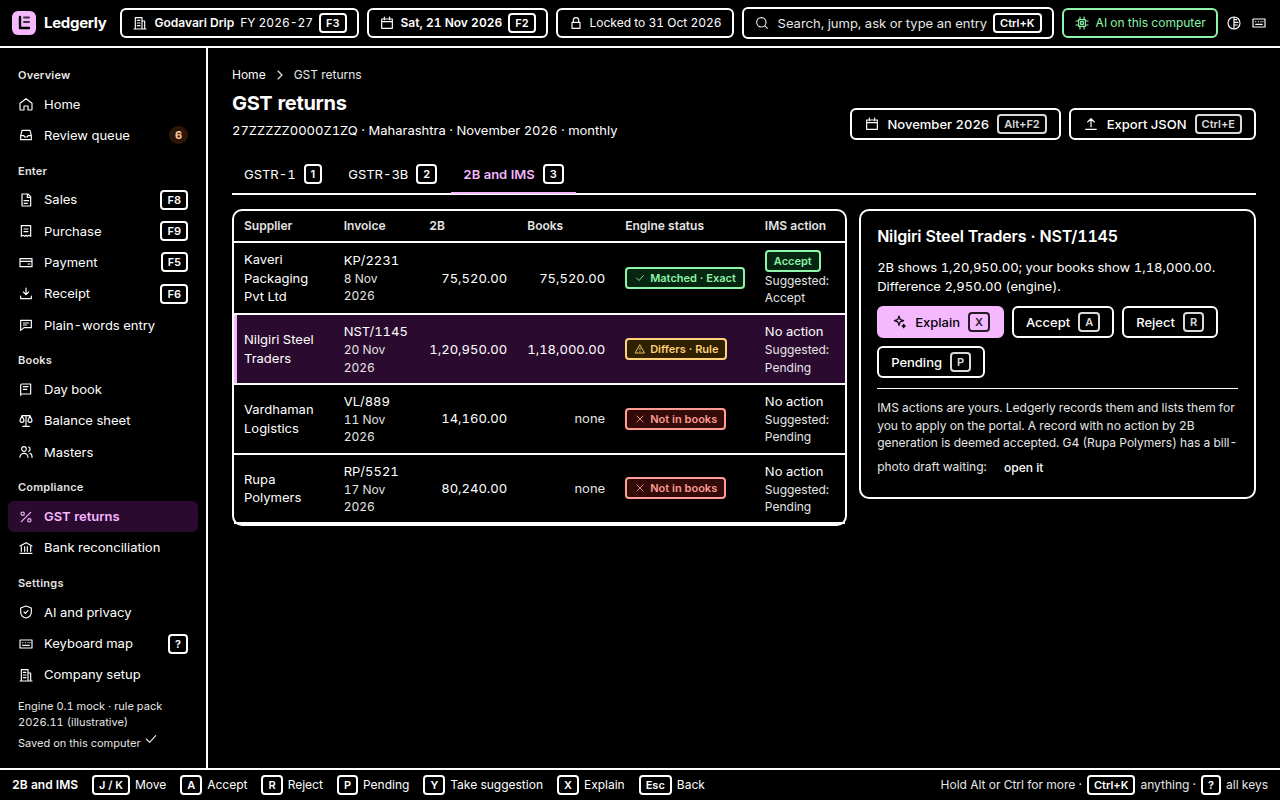 Ledgerly
Godavari Drip FY 2026-27 F3
Sat, 21 Nov 2026 F2
Locked to 31 Oct 2026
Search, jump, ask or type an entry Ctrl+K
AI on this computer
Overview
Home
Review queue 6
Enter
Sales F8
Purchase F9
Payment F5
Receipt F6
Plain-words entry
Books
Day book
Balance sheet
Masters
Compliance
GST returns
Bank reconciliation
Settings
AI and privacy
Keyboard map ?
Company setup
Engine 0.1 mock · rule pack
2026.11 (illustrative)
Saved on this computer
Home GST returns
GST returns
27ZZZZZ0000Z1ZQ · Maharashtra · November 2026 · monthly
November 2026 Alt+F2
Export JSON Ctrl+E
GSTR-1 1
GSTR-3B 2
2B and IMS 3
Supplier Invoice 2B Books Engine status IMS action
Kaveri
Packaging
Pvt Ltd
KP/2231
8 Nov
2026
75,520.00
75,520.00
Matched · Exact
Accept
Suggested:
Accept
Nilgiri Steel
Traders
NST/1145
20 Nov
2026
1,20,950.00
1,18,000.00
Differs · Rule
No action
Suggested:
Pending
Vardhaman
Logistics
VL/889
11 Nov
2026
14,160.00
none
Not in books
No action
Suggested:
Pending
Rupa
Polymers
RP/5521
17 Nov
2026
80,240.00
none
Not in books
No action
Suggested:
Pending
Nilgiri Steel Traders · NST/1145
2B shows 1,20,950.00; your books show 1,18,000.00.
Difference 2,950.00 (engine).
Explain X
Accept A
Reject R
Pending P
IMS actions are yours. Ledgerly records them and lists them for
you to apply on the portal. A record with no action by 2B
generation is deemed accepted. G4 (Rupa Polymers) has a bill-
photo draft waiting: open it
2B and IMS J / K Move A Accept R Reject P Pending Y Take suggestion X Explain Esc Back
Hold Alt or Ctrl for more · Ctrl+K anything · ? all keys